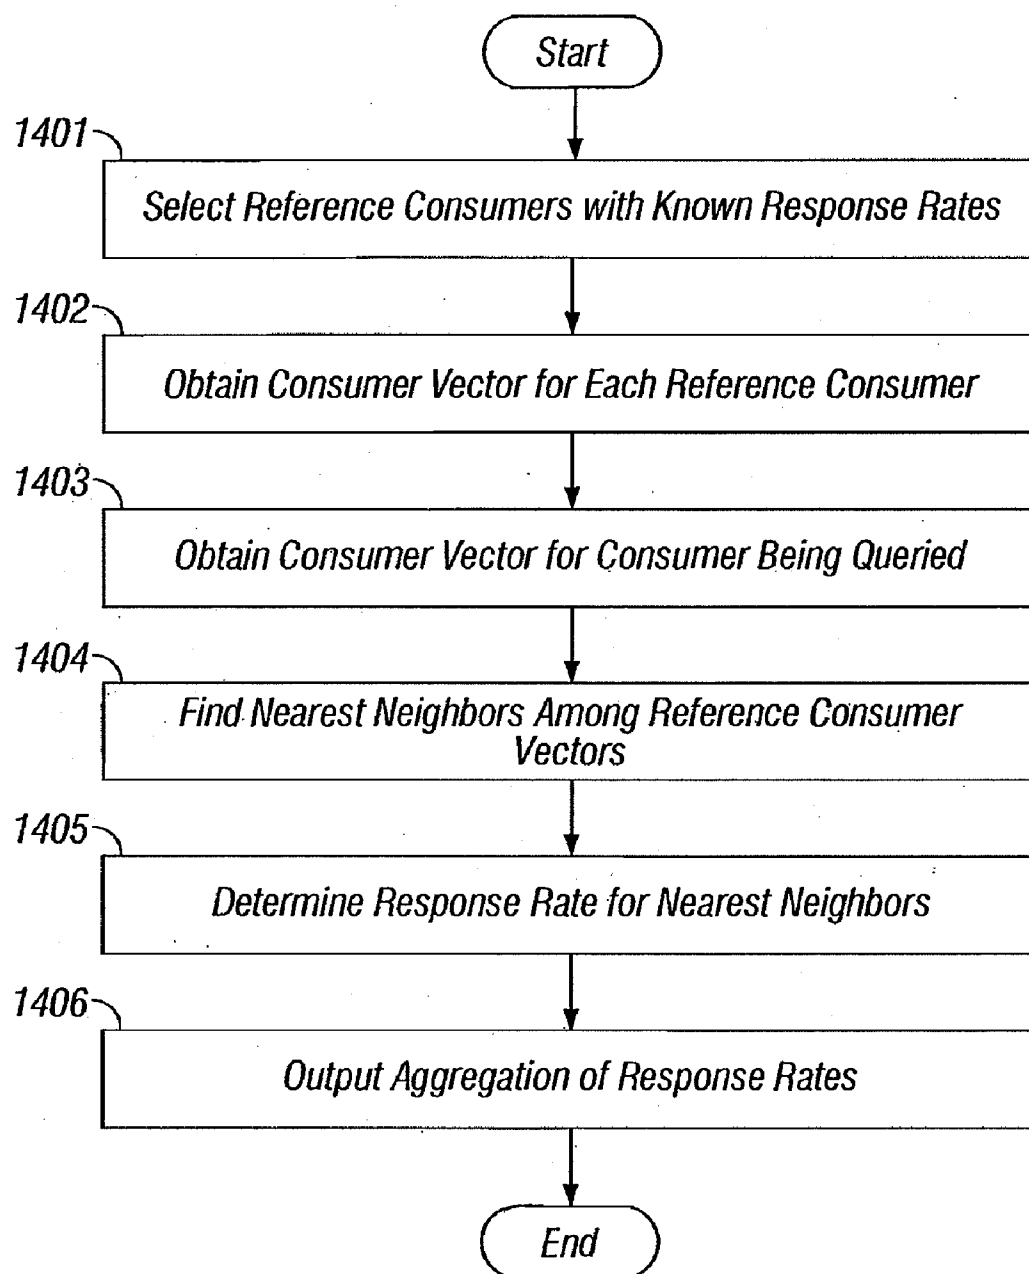 Start
1401
Select Reference Consumers with Known Response Rates
1402
Obtain Consumer Vector for Each Reference Consumer
1403
Obtain Consumer Vector for Consumer Being Queried
1404
Find Nearest Neighbors Among Reference Consumer
Vectors
1405
Determine Response Rate for Nearest Neighbors
1406
Output Aggregation of Response Rates
End